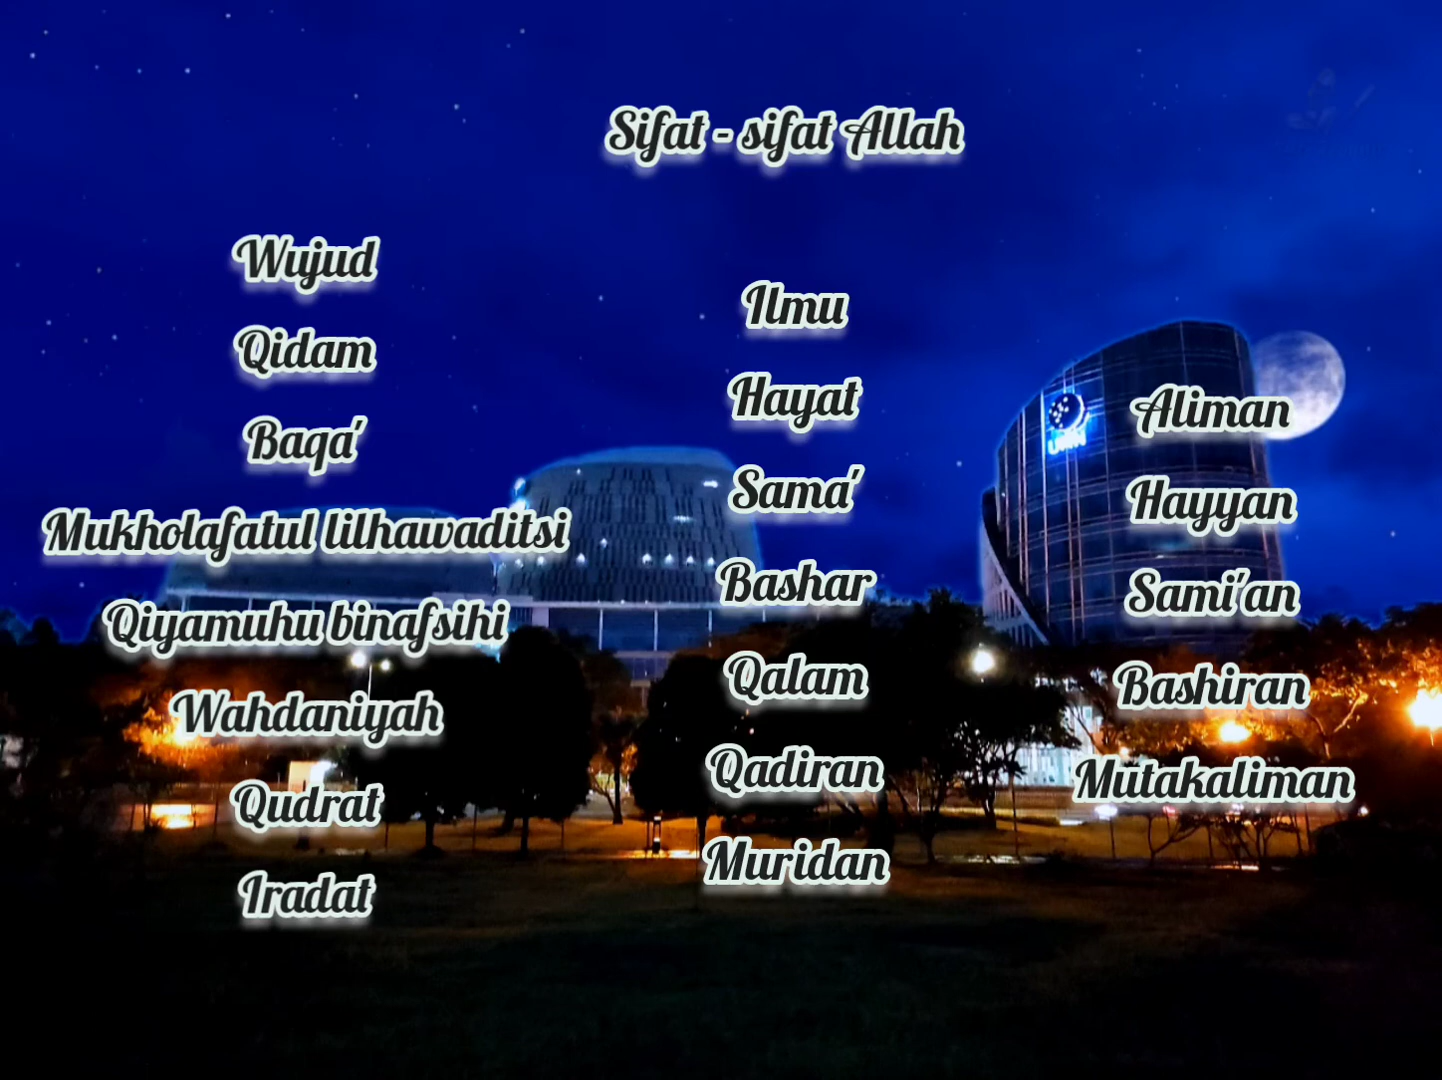 Sifat - sifat Allah
Wujud
Qidam
Baqa'
Mukholafatul lilhawaditsi
Qiyamuhu binafsihi
Wahdaniyah
Qudrat
Iradat
Ilmu
Hayat
Sama'
Bashar
Qalam
Qadiran
Muridan
Aliman
Hayyan
Sami'an
Bashiran
Mutakaliman
UMN